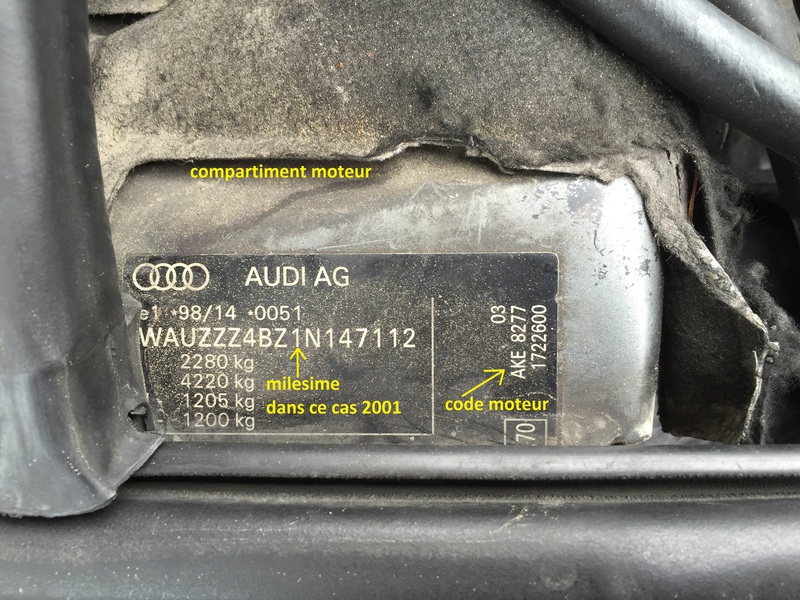 compartiment moteur
AUDI AG
e1 *98/14 *0051
WAUZZZ4BZ1N147112
2280 kg
4220 kg
1205 kg
1200 kg
milesime
dans ce cas 2001
03
AKE 8277
1722600
code moteur
70